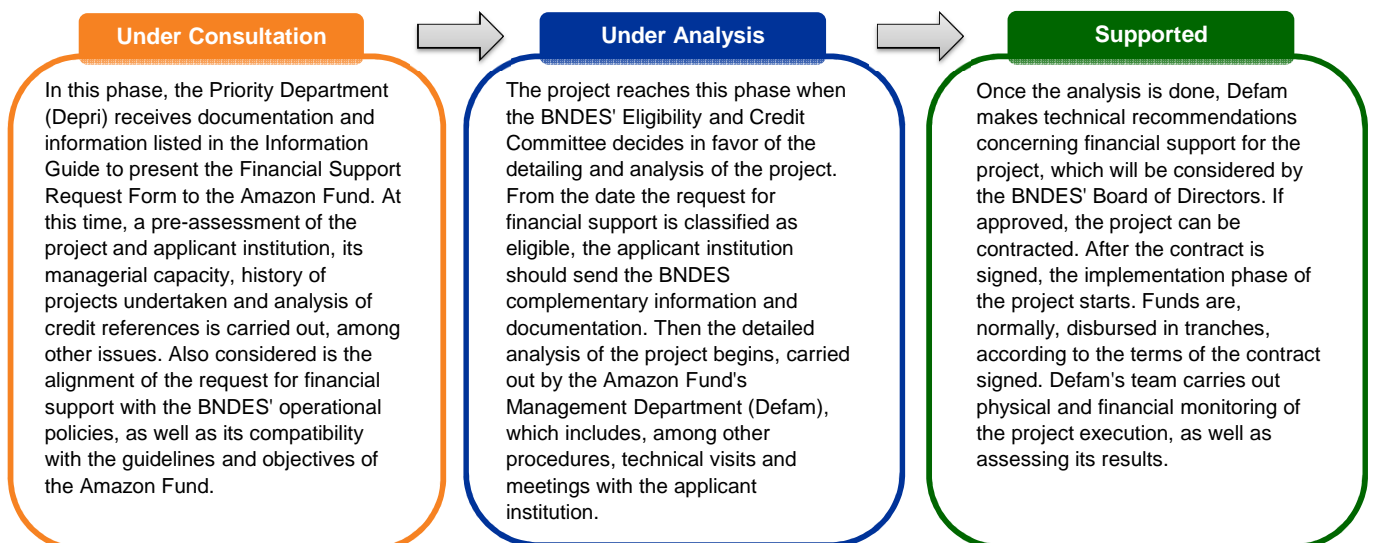 Under Consultation
In this phase, the Priority Department
(Depri) receives documentation and
information listed in the Information
Guide to present the Financial Support
Request Form to the Amazon Fund. At
this time, a pre-assessment of the
project and applicant institution, its
managerial capacity, history of
projects undertaken and analysis of
credit references is carried out, among
other issues. Also considered is the
alignment of the request for financial
support with the BNDES' operational
policies, as well as its compatibility
with the guidelines and objectives of
the Amazon Fund.
Under Analysis
The project reaches this phase when
the BNDES' Eligibility and Credit
Committee decides in favor of the
detailing and analysis of the project.
From the date the request for
financial support is classified as
eligible, the applicant institution
should send the BNDES
complementary information and
documentation. Then the detailed
analysis of the project begins, carried
out by the Amazon Fund's
Management Department (Defam),
which includes, among other
procedures, technical visits and
meetings with the applicant
institution.
Supported
Once the analysis is done, Defam
makes technical recommendations
concerning financial support for the
project, which will be considered by
the BNDES' Board of Directors. If
approved, the project can be
contracted. After the contract is
signed, the implementation phase of
the project starts. Funds are,
normally, disbursed in tranches,
according to the terms of the contract
signed. Defam's team carries out
physical and financial monitoring of
the project execution, as well as
assessing its results.